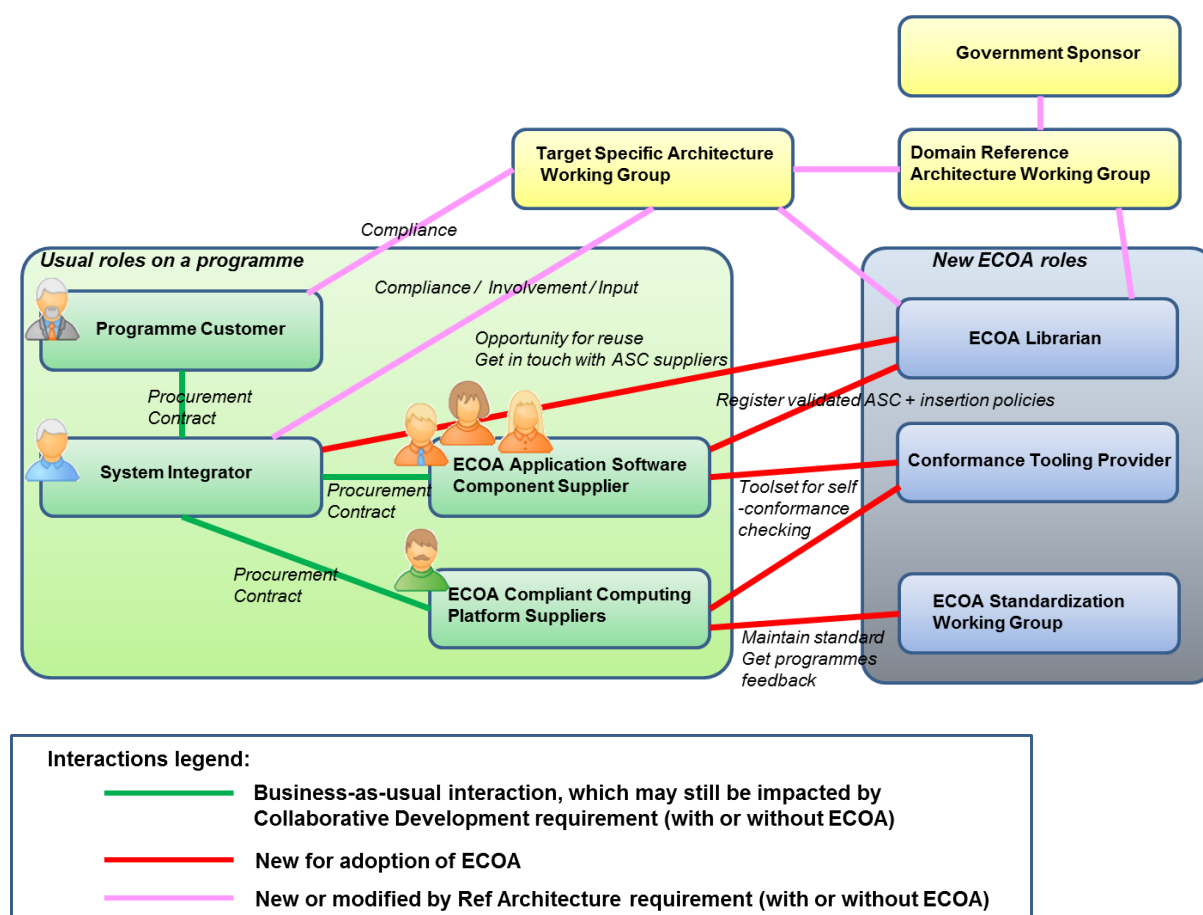 Government Sponsor
Target Specific Architecture
Working Group
Domain Reference
Architecture Working Group
Compliance
Usual roles on a programme
New ECOA roles
Compliance /  Involvement / Input
Programme Customer
ECOA Librarian
Opportunity for reuse
Get in touch with ASC suppliers
Procurement
Contract
Register validated ASC + insertion policies
System Integrator
ECOA Application Software
Component Supplier
Conformance Tooling Provider
Procurement
Contract
Toolset for self
-conformance
checking
Procurement
Contract
ECOA Compliant Computing
Platform Suppliers
ECOA Standardization
Working Group
Maintain standard
Get programmes
feedback
Interactions legend:
Business-as-usual interaction, which may still be impacted by
Collaborative Development requirement (with or without ECOA)
New for adoption of ECOA
New or modified by Ref Architecture requirement (with or without ECOA)